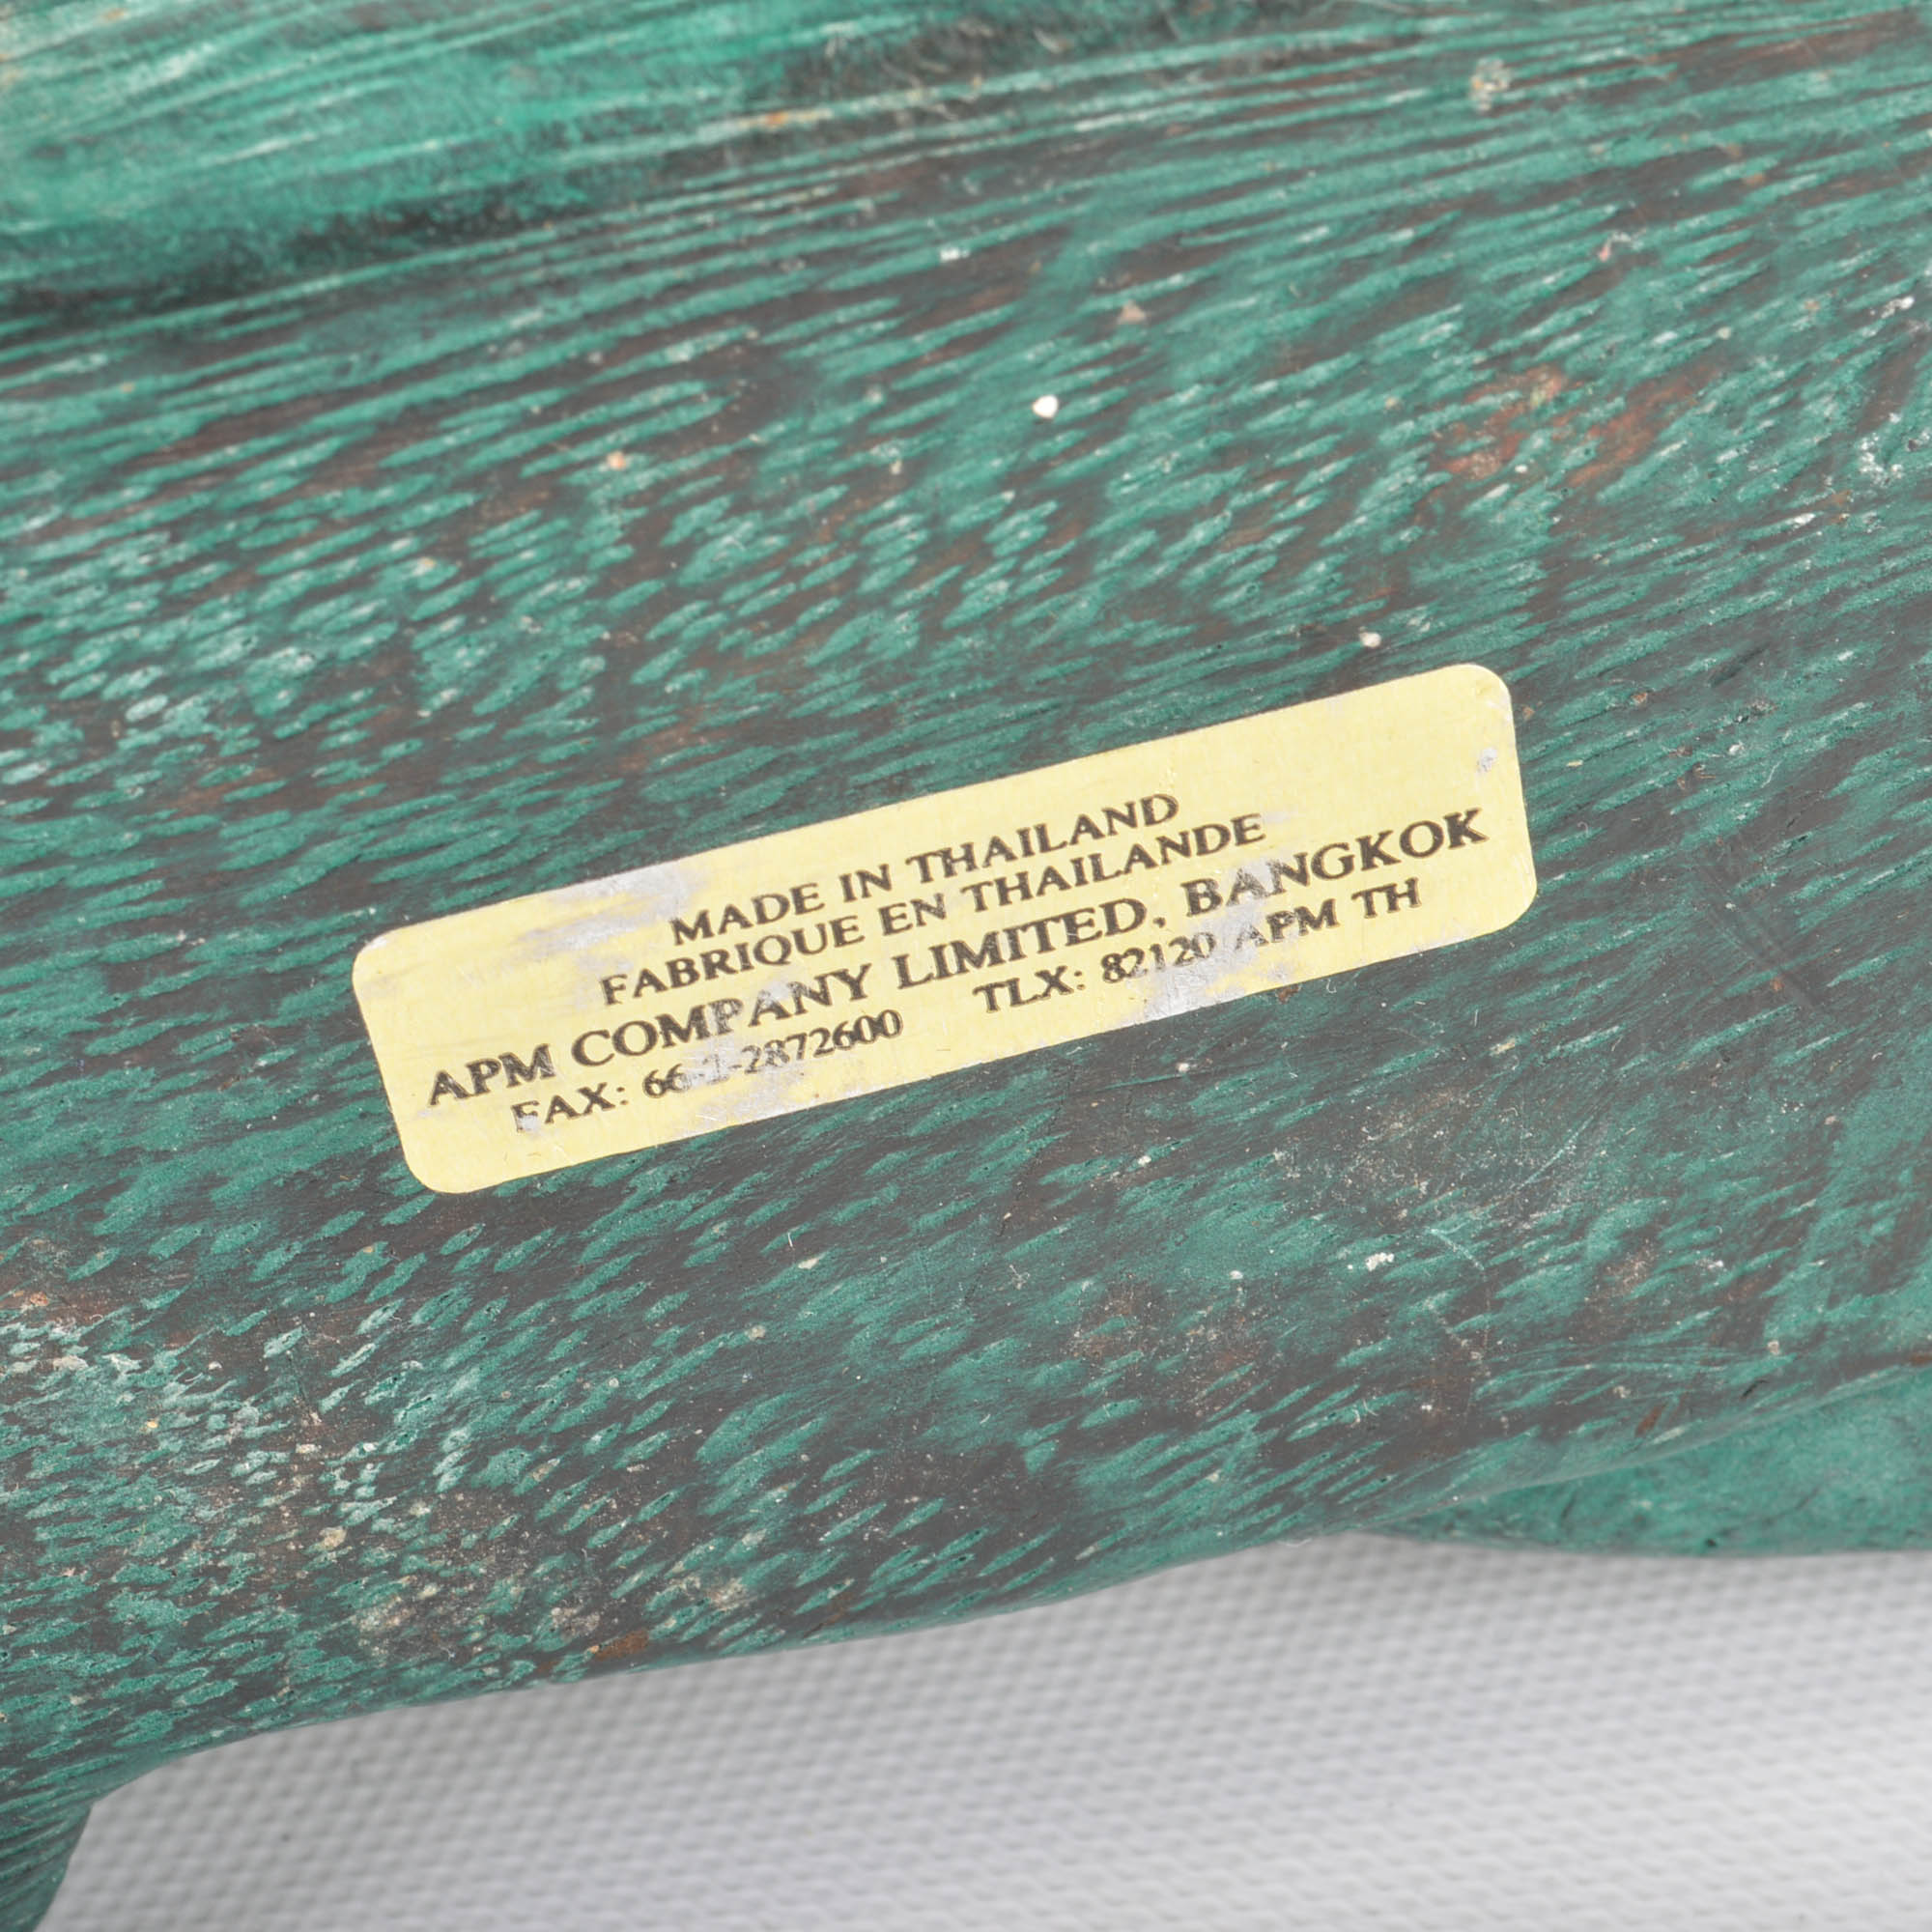 MADE IN THAILAND
FABRIQUE EN THAILANDE
APM COMPANY LIMITED, BANGKOK
FAX: 66-2-2872600 TLX: 82120 APM TH